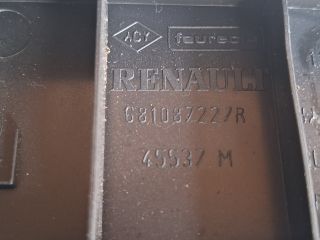 ACY faurecia
RENAULT
681087227R
45537 M